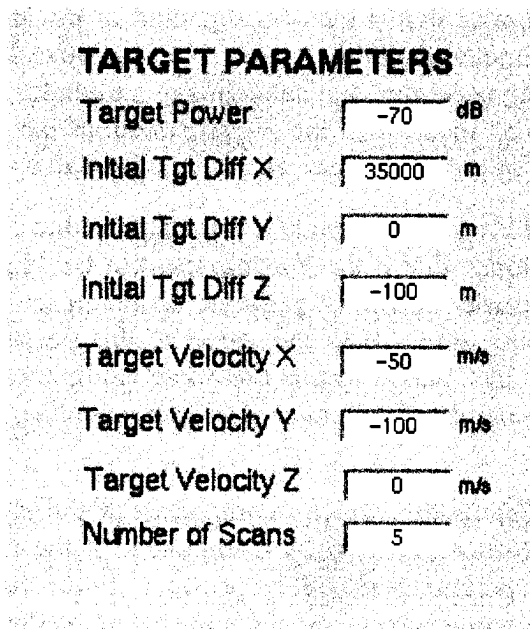 TARGET PARAMETERS
Target Power -70 dB
Initial Tgt Diff X 35000 m
Initial Tgt Diff Y 0 m
Initial Tgt Diff Z -100 m
Target Velocity X -50 m/s
Target Velocity Y -100 m/s
Target Velocity Z 0 m/s
Number of Scans 5